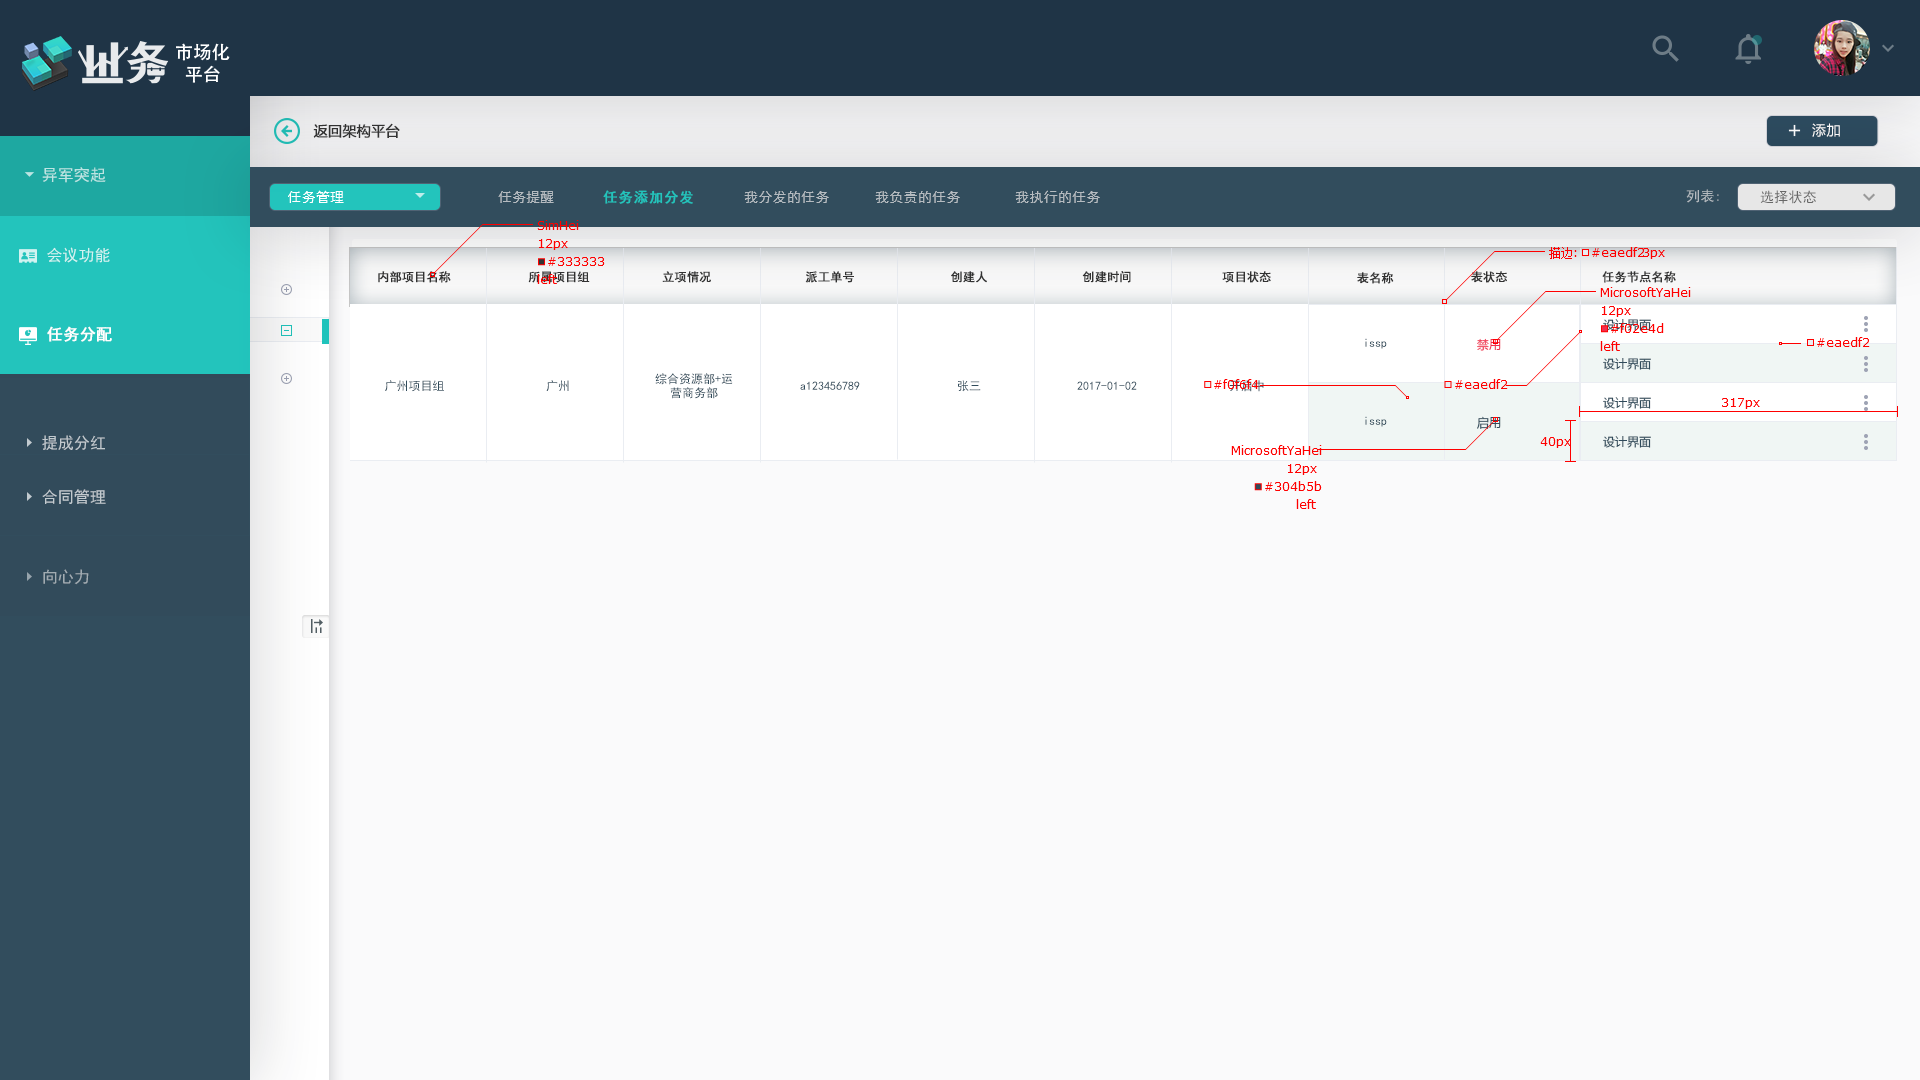 业务 市场化
平台
返回架构平台
+ 添加
异军突起
会议功能
任务分配
提成分红
合同管理
向心力
任务管理
任务提醒
任务添加分发
我分发的任务
我负责的任务
我执行的任务
列表:
选择状态
内部项目名称
所属项目组
立项情况
派工单号
创建人
创建时间
项目状态
表名称
表状态
任务节点名称
SimHei
12px
#333333
left
描边: #eaedf2 3px
MicrosoftYaHei
12px
#f02e4d
left
广州项目组
广州
综合资源部+运
营商务部
a123456789
张三
2017-01-02
#f0f6f4
issp
禁用
设计界面
#eaedf2
设计界面
#eaedf2
设计界面
317px
issp
启用
40px
设计界面
MicrosoftYaHei
12px
#304b5b
left